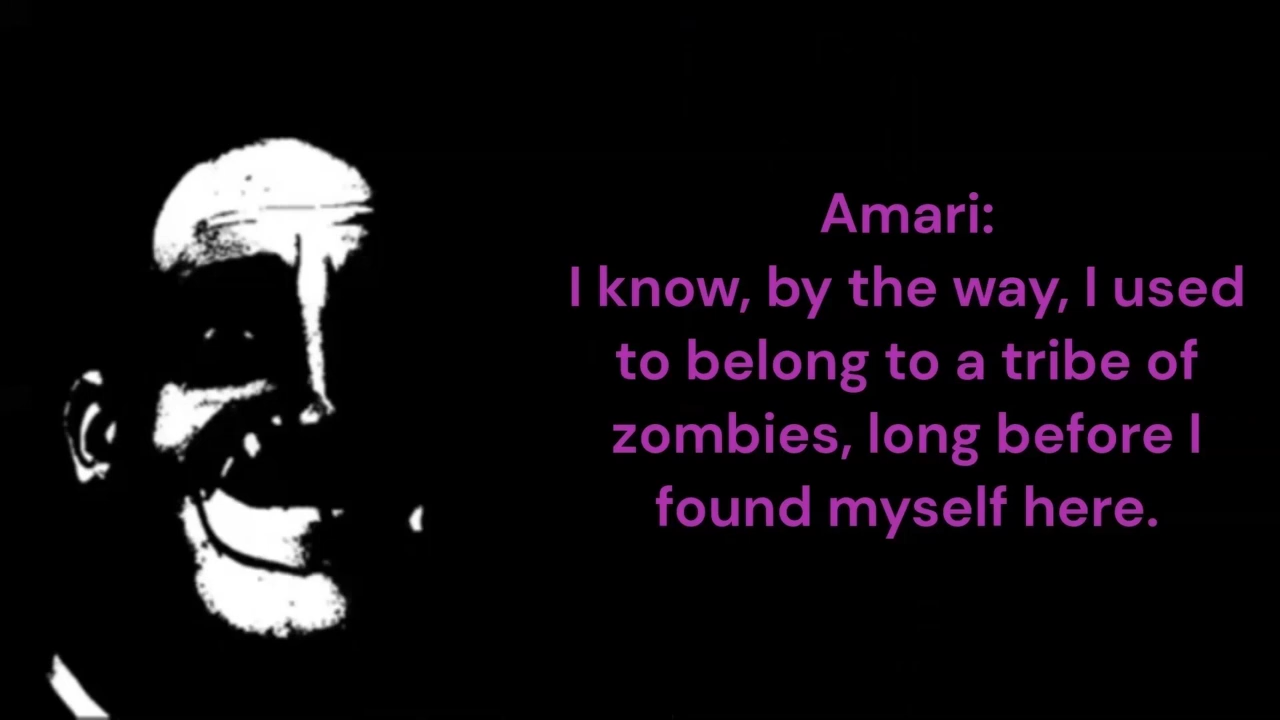 Amari:
I know, by the way, I used
to belong to a tribe of
zombies, long before I
found myself here.